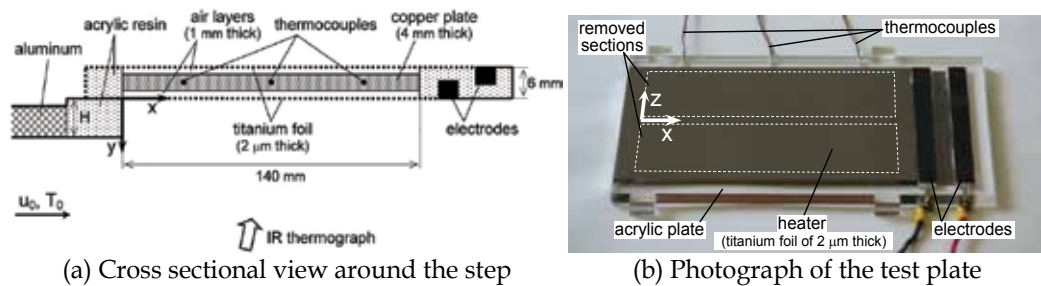 acrylic resin
aluminum
air layers
(1 mm thick)
thermocouples
copper plate
(4 mm thick)
6 mm
x
H
y
titanium foil
(2 μm thick)
electrodes
140 mm
u₀, T₀
IR thermograph
(a) Cross sectional view around the step
removed
sections
thermocouples
z
x
acrylic plate
heater
(titanium foil of 2 μm thick)
electrodes
(b) Photograph of the test plate